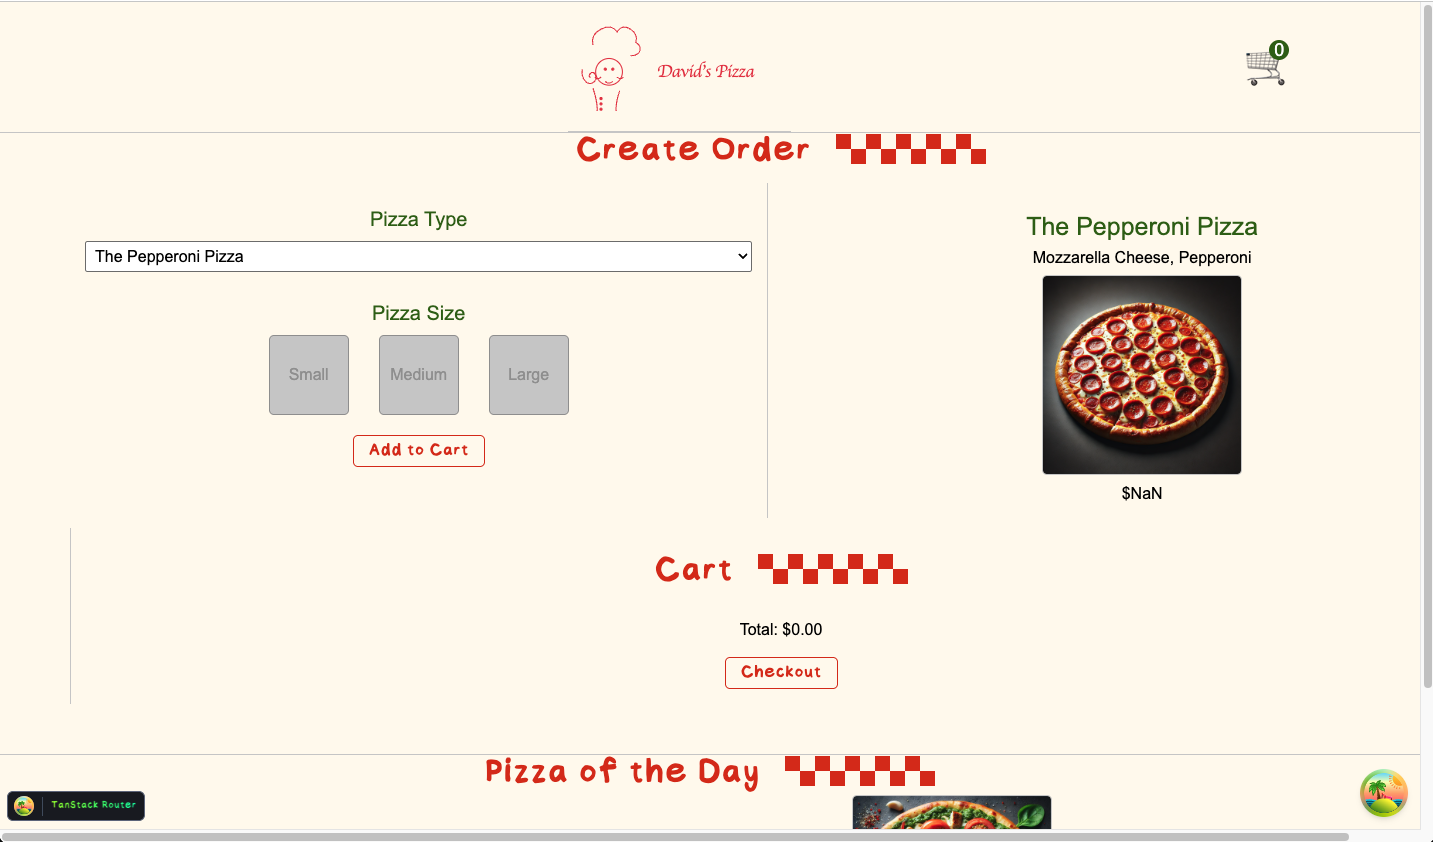 David's Pizza
0
Create Order
Pizza Type
The Pepperoni Pizza
Pizza Size
Small
Medium
Large
Add to Cart
The Pepperoni Pizza
Mozzarella Cheese, Pepperoni
$NaN
Cart
Total: $0.00
Checkout
Pizza of the Day
TanStack Router